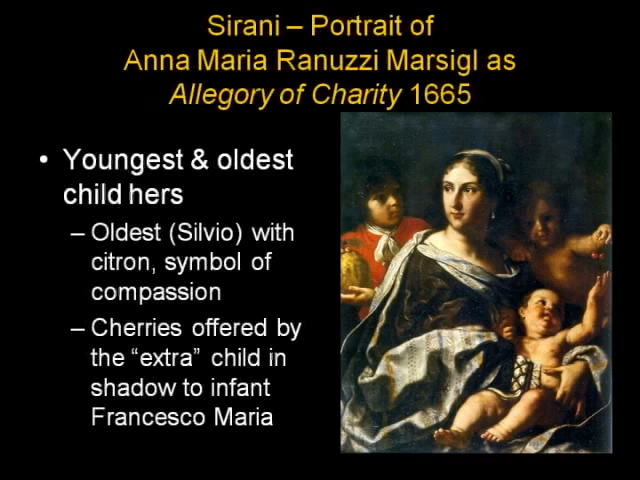 Sirani – Portrait of
Anna Maria Ranuzzi Marsigl as
Allegory of Charity 1665
• Youngest & oldest
child hers
– Oldest (Silvio) with
citron, symbol of
compassion
– Cherries offered by
the “extra” child in
shadow to infant
Francesco Maria